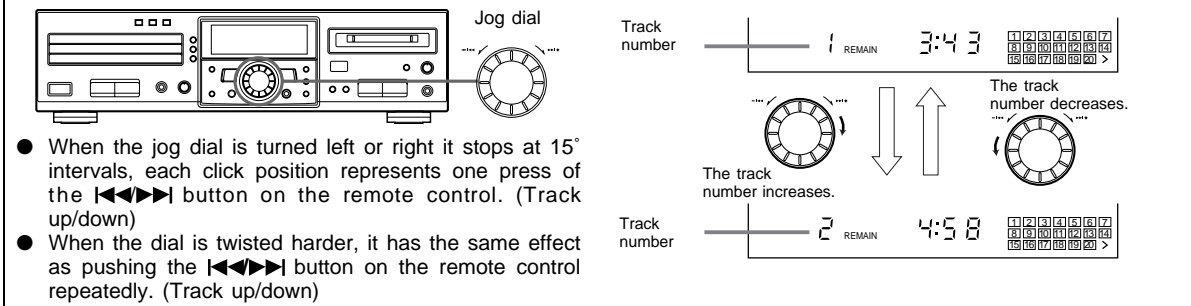 Jog dial
● When the jog dial is turned left or right it stops at 15˚
intervals, each click position represents one press of
the |◀◀/▶▶| button on the remote control. (Track
up/down)
● When the dial is twisted harder, it has the same effect
as pushing the |◀◀/▶▶| button on the remote control
repeatedly. (Track up/down)
Track
number
1 REMAIN 3:43
1 2 3 4 5 6 7
8 9 10 11 12 13 14
15 16 17 18 19 20 >
The track
number decreases.
The track
number increases.
Track
number
2 REMAIN 4:58
1 2 3 4 5 6 7
8 9 10 11 12 13 14
15 16 17 18 19 20 >